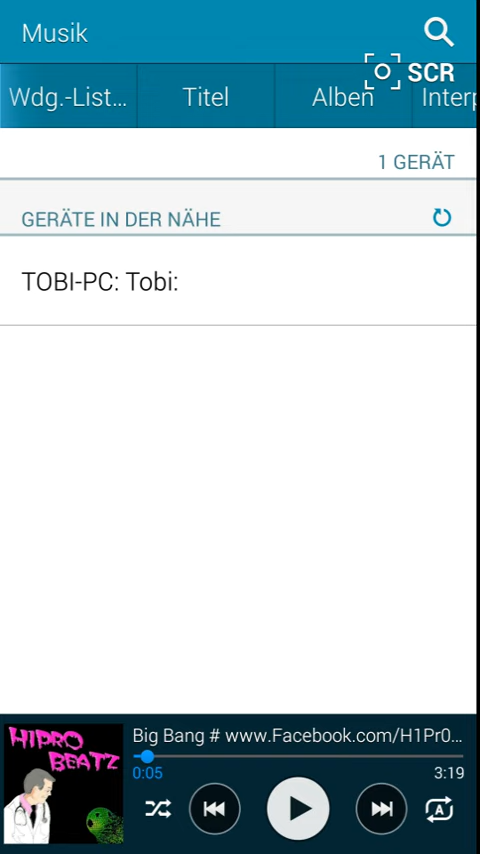 Musik
SCR
Wdg.-List...
Titel
Alben
Interp
1 GERÄT
GERÄTE IN DER NÄHE
TOBI-PC: Tobi:
HIPRO
BEATZ
Big Bang # www.Facebook.com/H1Pr0...
0:05
3:19
A